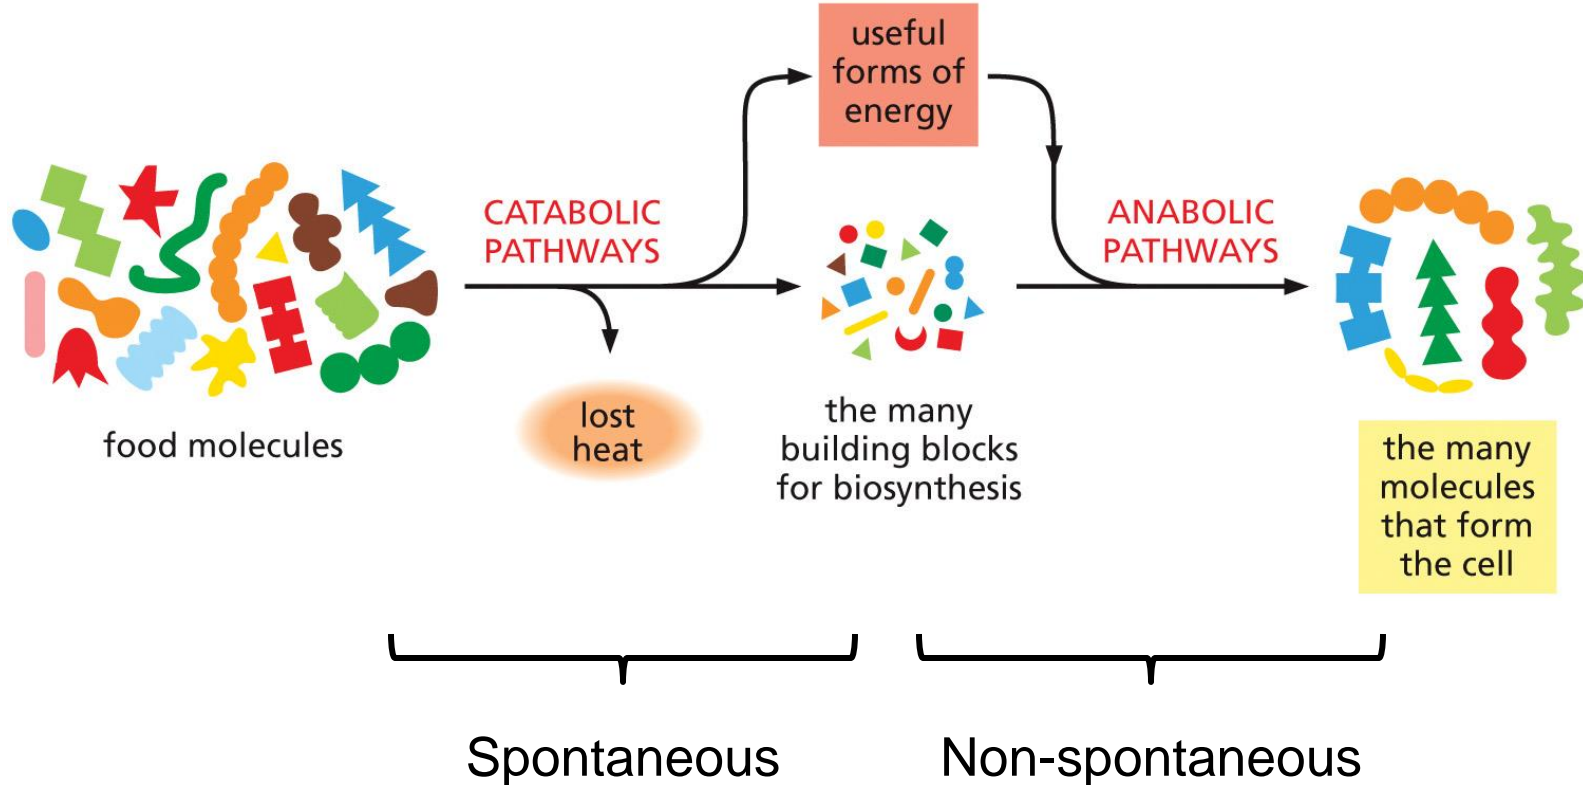 useful
forms of
energy
CATABOLIC
PATHWAYS
ANABOLIC
PATHWAYS
food molecules
lost
heat
the many
building blocks
for biosynthesis
the many
molecules
that form
the cell
Spontaneous
Non-spontaneous